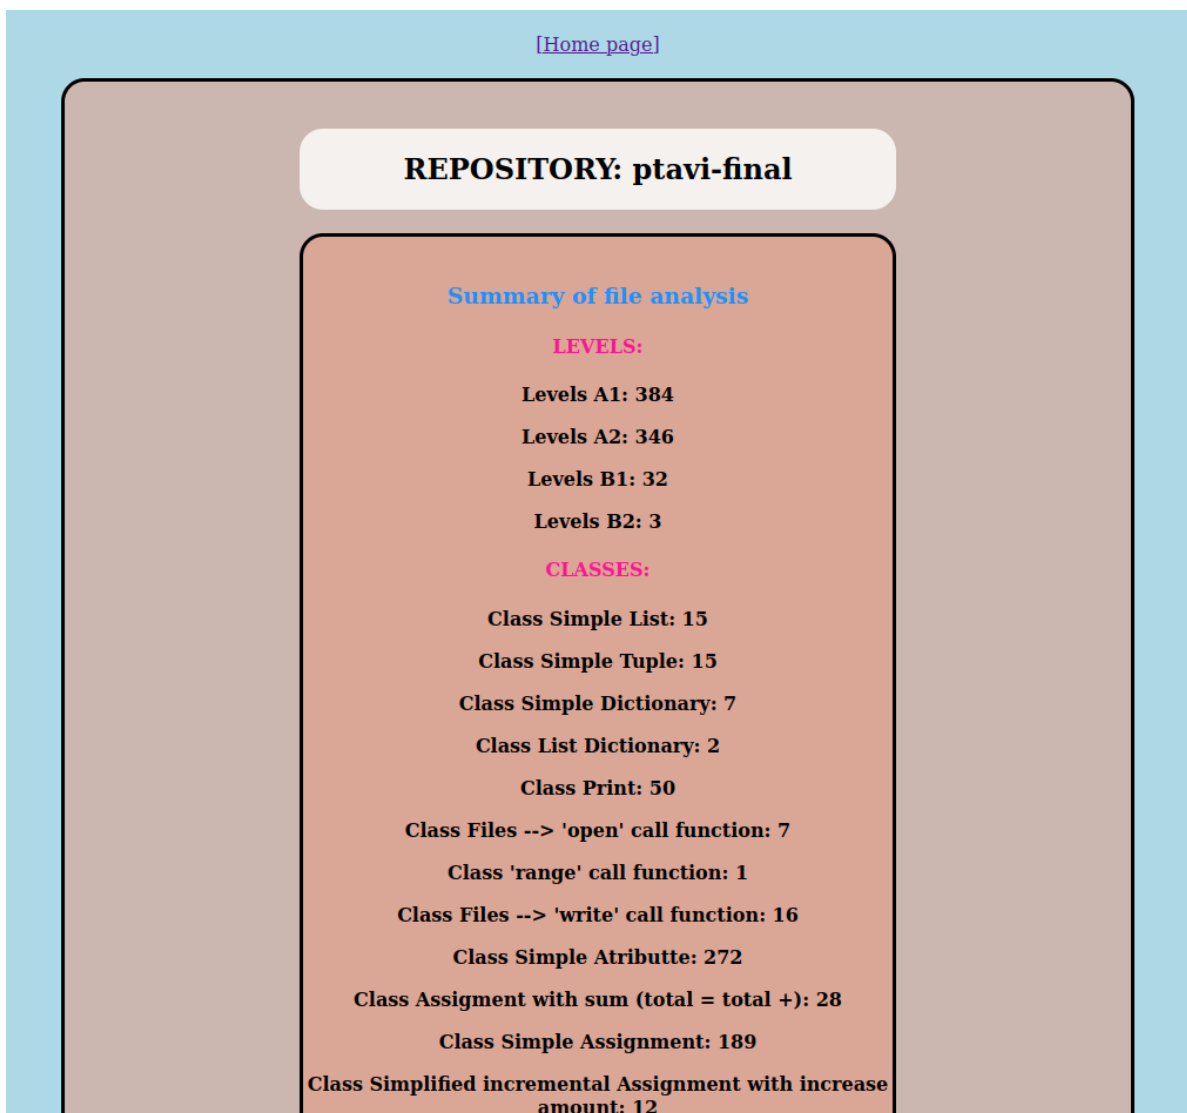 [Home page]
REPOSITORY: ptavi-final
Summary of file analysis
LEVELS:
Levels A1: 384
Levels A2: 346
Levels B1: 32
Levels B2: 3
CLASSES:
Class Simple List: 15
Class Simple Tuple: 15
Class Simple Dictionary: 7
Class List Dictionary: 2
Class Print: 50
Class Files --> 'open' call function: 7
Class 'range' call function: 1
Class Files --> 'write' call function: 16
Class Simple Atributte: 272
Class Assigment with sum (total = total +): 28
Class Simple Assignment: 189
Class Simplified incremental Assignment with increase
amount: 12